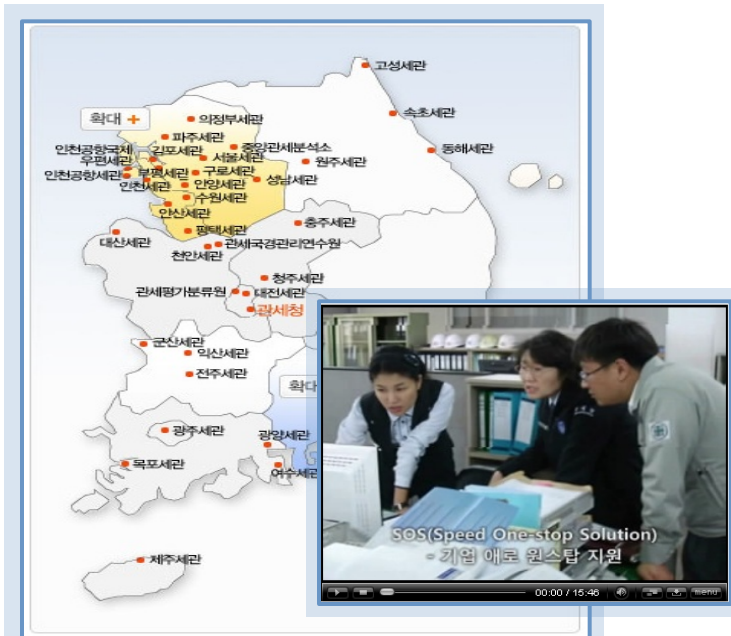 고성세관
속초세관
동해세관
확대 +
의정부세관
파주세관
인천공항국제
우편세관
김포세관
중앙관세분석소
서울세관
원주세관
인천공항세관
부평세관
구로세관
성남세관
인천세관
안양세관
수원세관
안산세관
평택세관
충주세관
대산세관
천안세관
관세국경관리연수원
청주세관
관세평가분류원
대전세관
관세청
군산세관
익산세관
전주세관
확대
광주세관
광양세관
목포세관
여수세관
제주세관
SOS(Speed One-stop Solution)
- 기업 애로 원스탑 지원
00:00 / 15:46
menu